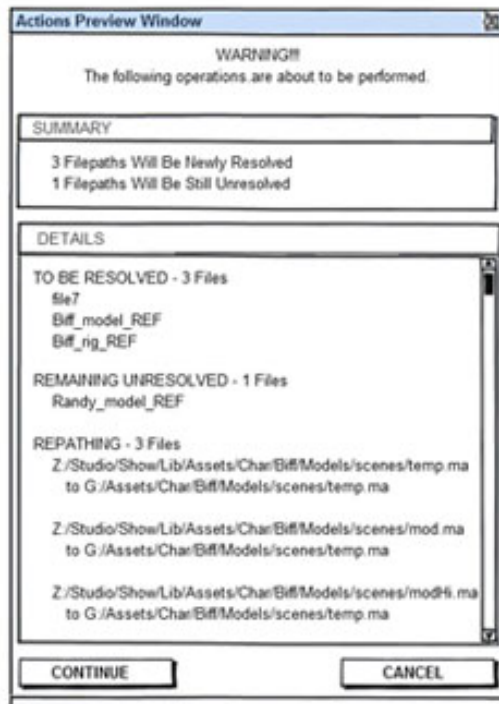 Actions Preview Window
WARNING!!!
The following operations are about to be performed.
SUMMARY
3 Filepaths Will Be Newly Resolved
1 Filepaths Will Be Still Unresolved
DETAILS
TO BE RESOLVED - 3 Files
file7
Biff_model_REF
Biff_rig_REF
REMAINING UNRESOLVED - 1 Files
Randy_model_REF
REPATHING - 3 Files
Z:/Studio/Show/Lib/Assets/Char/Biff/Models/scenes/temp.ma
to G:/Assets/Char/Biff/Models/scenes/temp.ma
Z:/Studio/Show/Lib/Assets/Char/Biff/Models/scenes/mod.ma
to G:/Assets/Char/Biff/Models/scenes/temp.ma
Z:/Studio/Show/Lib/Assets/Char/Biff/Models/scenes/modHi.ma
to G:/Assets/Char/Biff/Models/scenes/temp.ma
CONTINUE
CANCEL